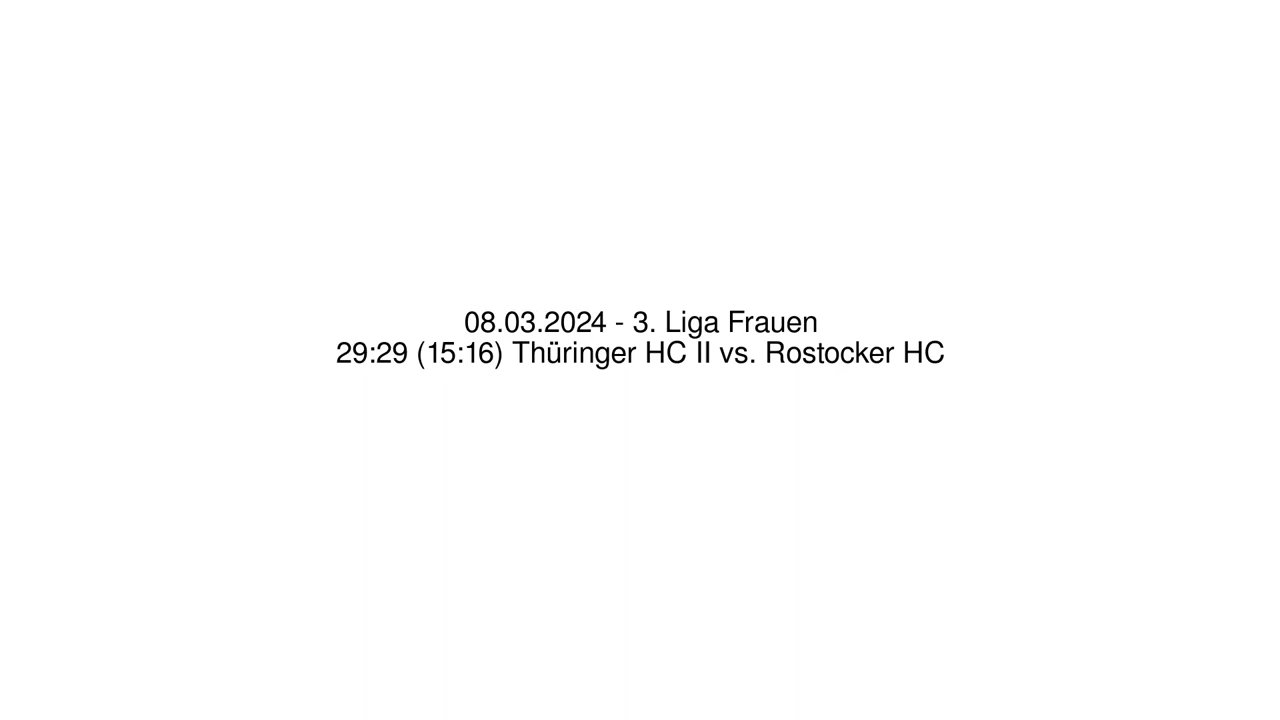 08.03.2024 - 3. Liga Frauen
29:29 (15:16) Thüringer HC II vs. Rostocker HC